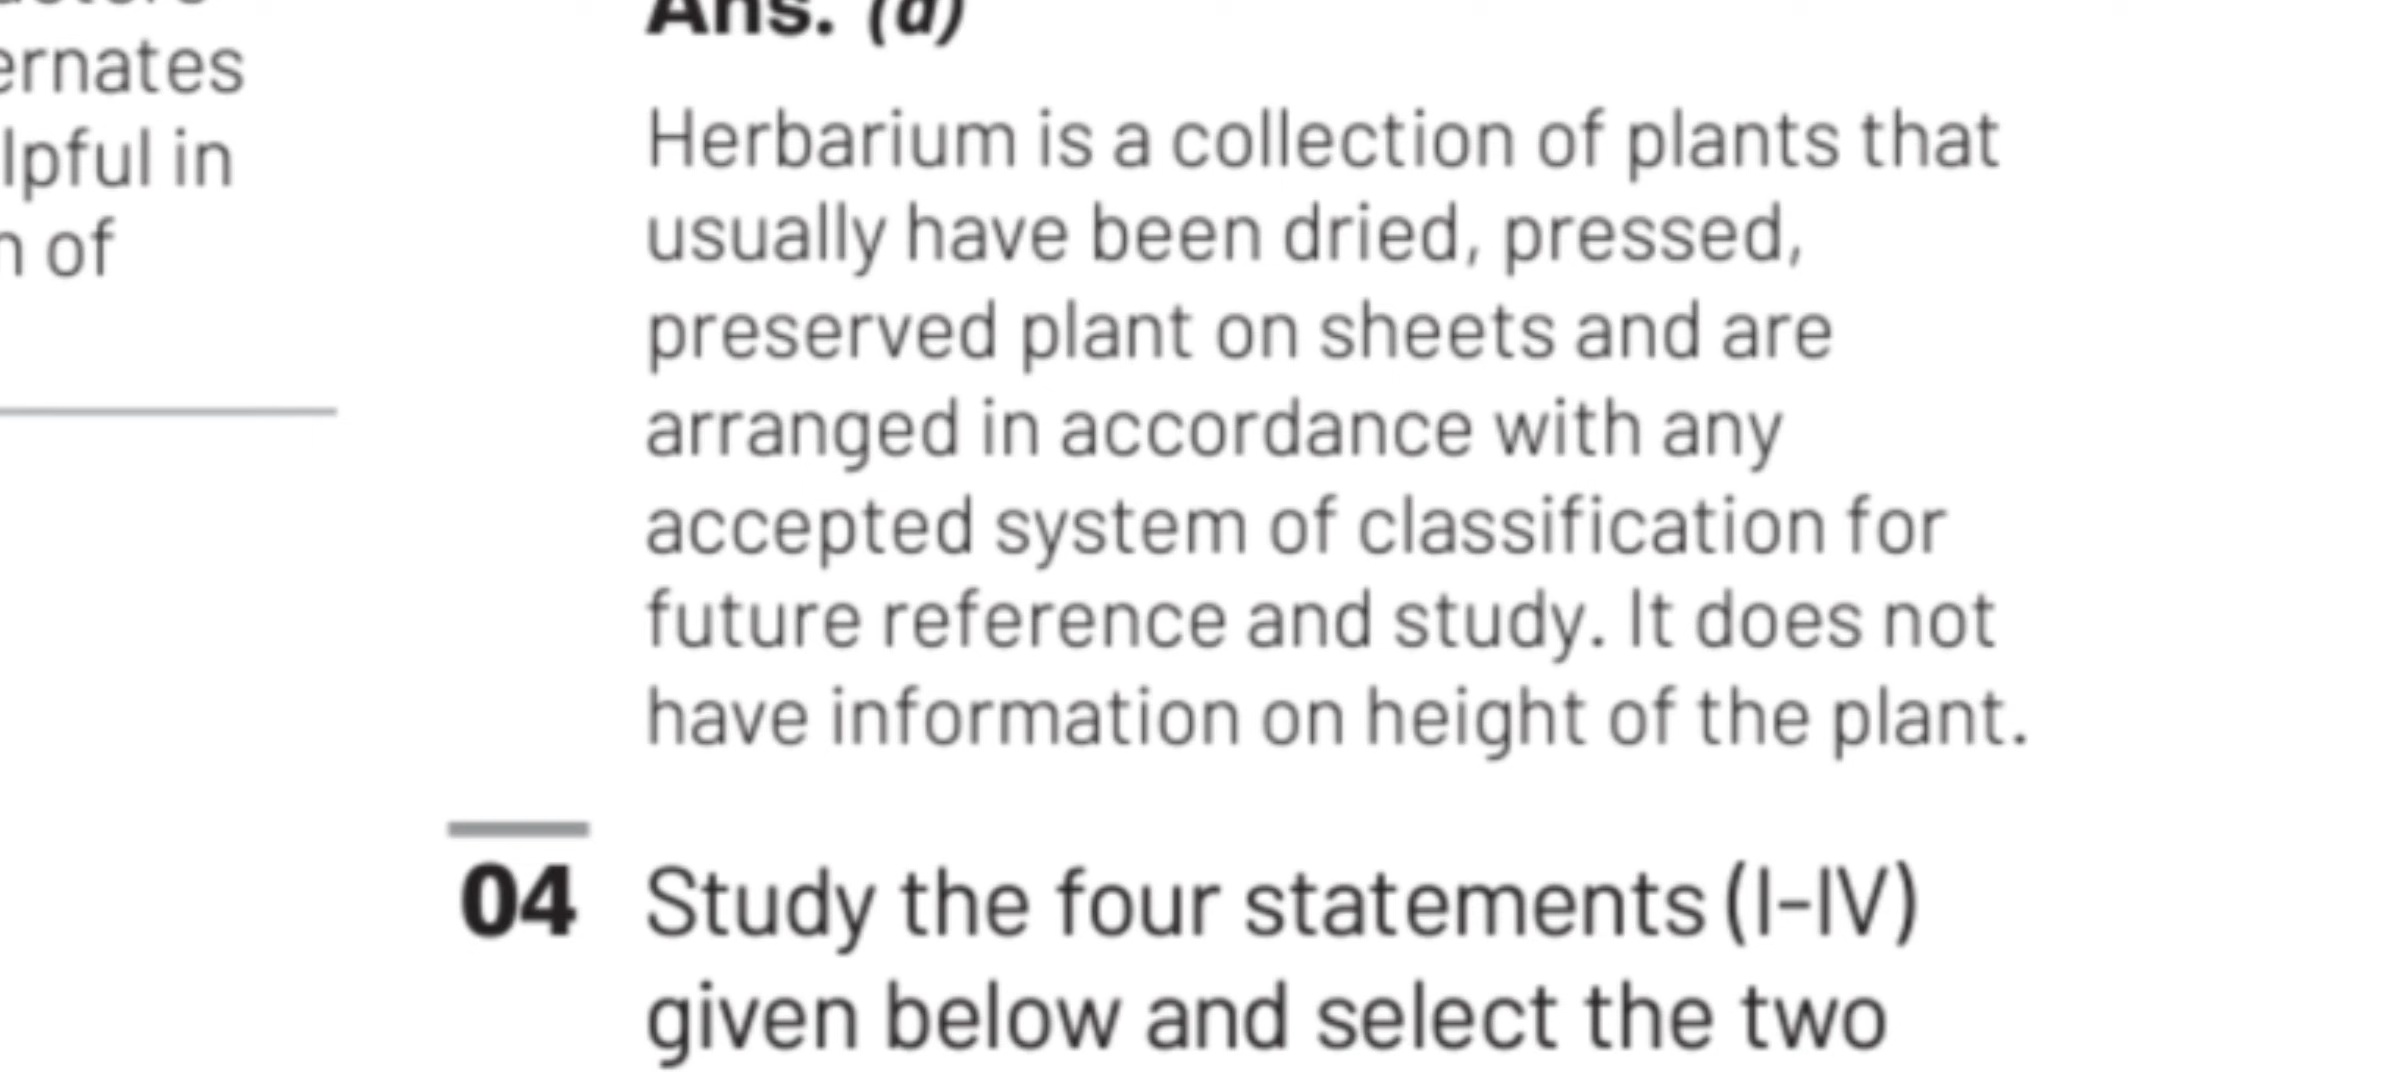 ernates
lpful in
n of
Ans. (d)
Herbarium is a collection of plants that
usually have been dried, pressed,
preserved plant on sheets and are
arranged in accordance with any
accepted system of classification for
future reference and study. It does not
have information on height of the plant.
04 Study the four statements (I-IV)
given below and select the two